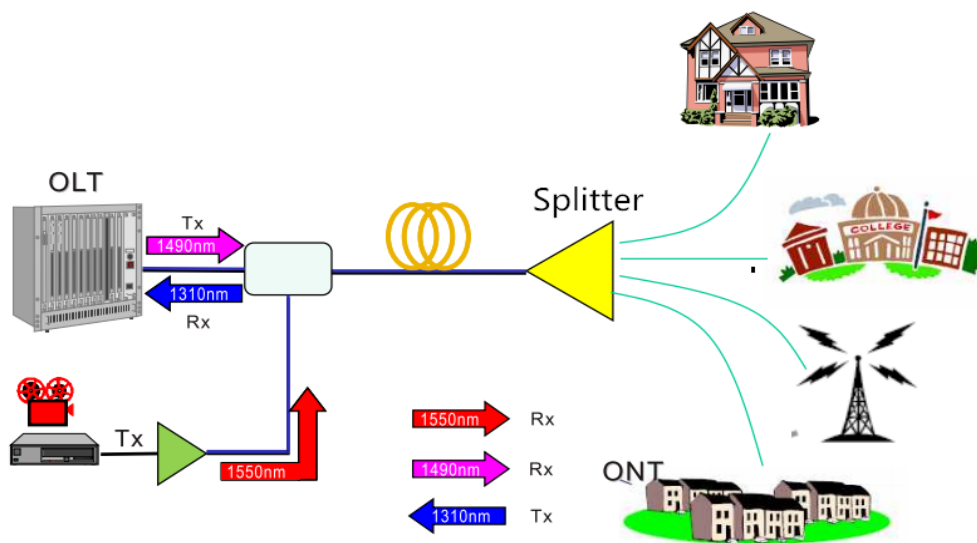 OLT
Splitter
COLLEGE
Tx
1490nm
1310nm
Rx
Tx
1550nm
1550nm Rx
1490nm Rx
1310nm Tx
ONT